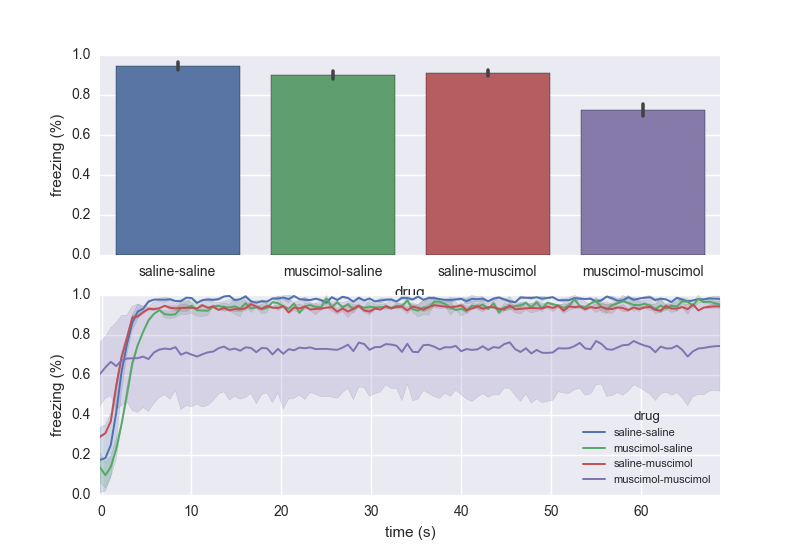 1.0
0.8
0.6
0.4
0.2
0.0
freezing (%)
saline-saline muscimol-saline saline-muscimol muscimol-muscimol
drug
1.0
0.8
0.6
0.4
0.2
0.0
freezing (%)
drug
saline-saline
muscimol-saline
saline-muscimol
muscimol-muscimol
0 10 20 30 40 50 60
time (s)